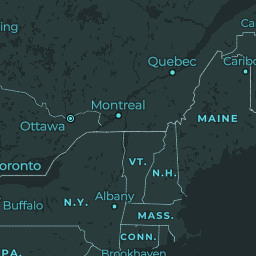 ing
Ca
Quebec
Caribo
Montreal
Ottawa
MAINE
oronto
VT.
N.H.
N.Y.
Albany
Buffalo
MASS.
CONN.
PA.
Brookhaven